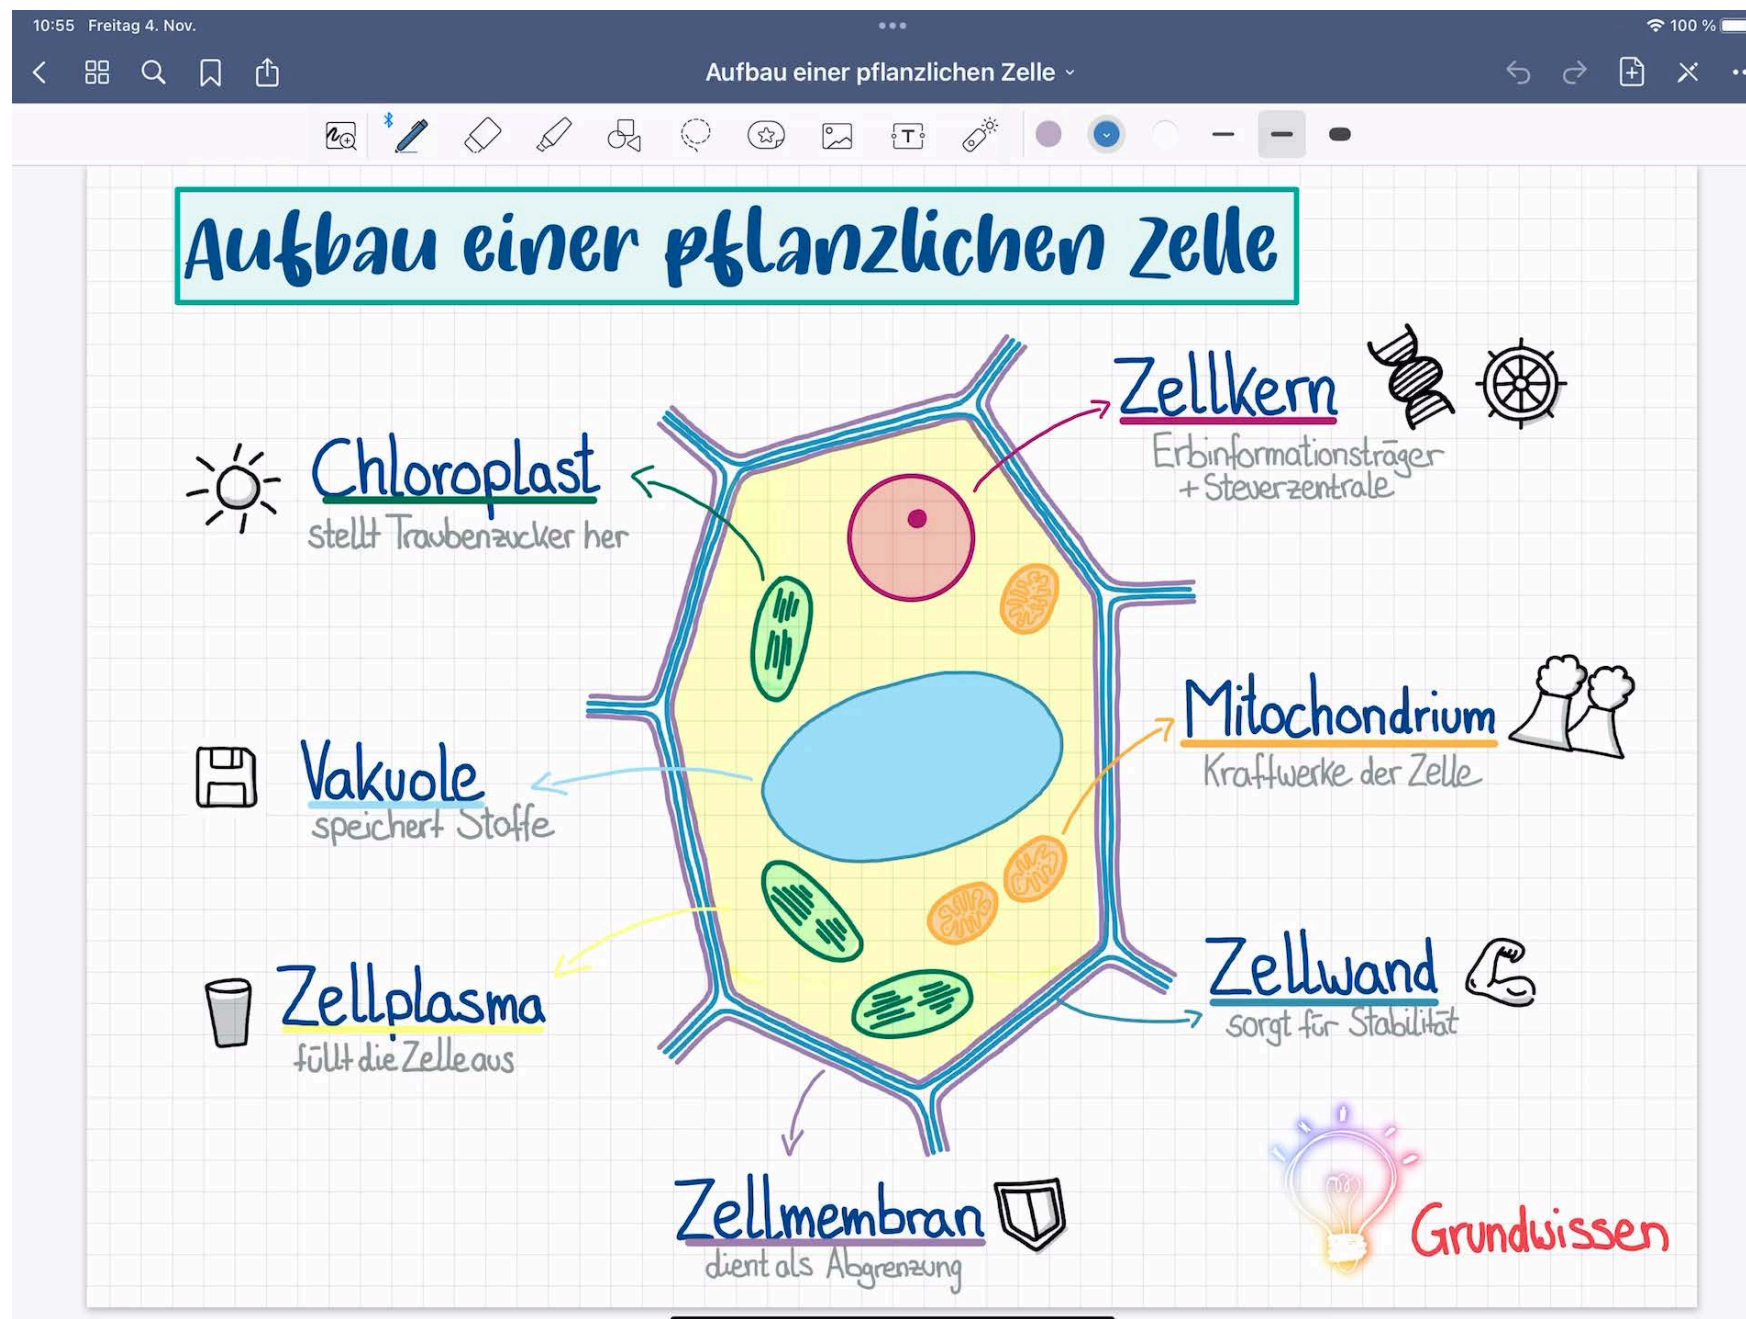 10:55 Freitag 4. Nov.
100 %
Aufbau einer pflanzlichen Zelle
T
Aufbau einer pflanzlichen Zelle
Zellkern
Erbinformationsträger
+ Steuerzentrale
Chloroplast
stellt Traubenzucker her
Mitochondrium
Kraftwerke der Zelle
Vakuole
speichert Stoffe
Zellwand
sorgt für Stabilität
Zellplasma
füllt die Zelle aus
Zellmembran
dient als Abgrenzung
Grundwissen